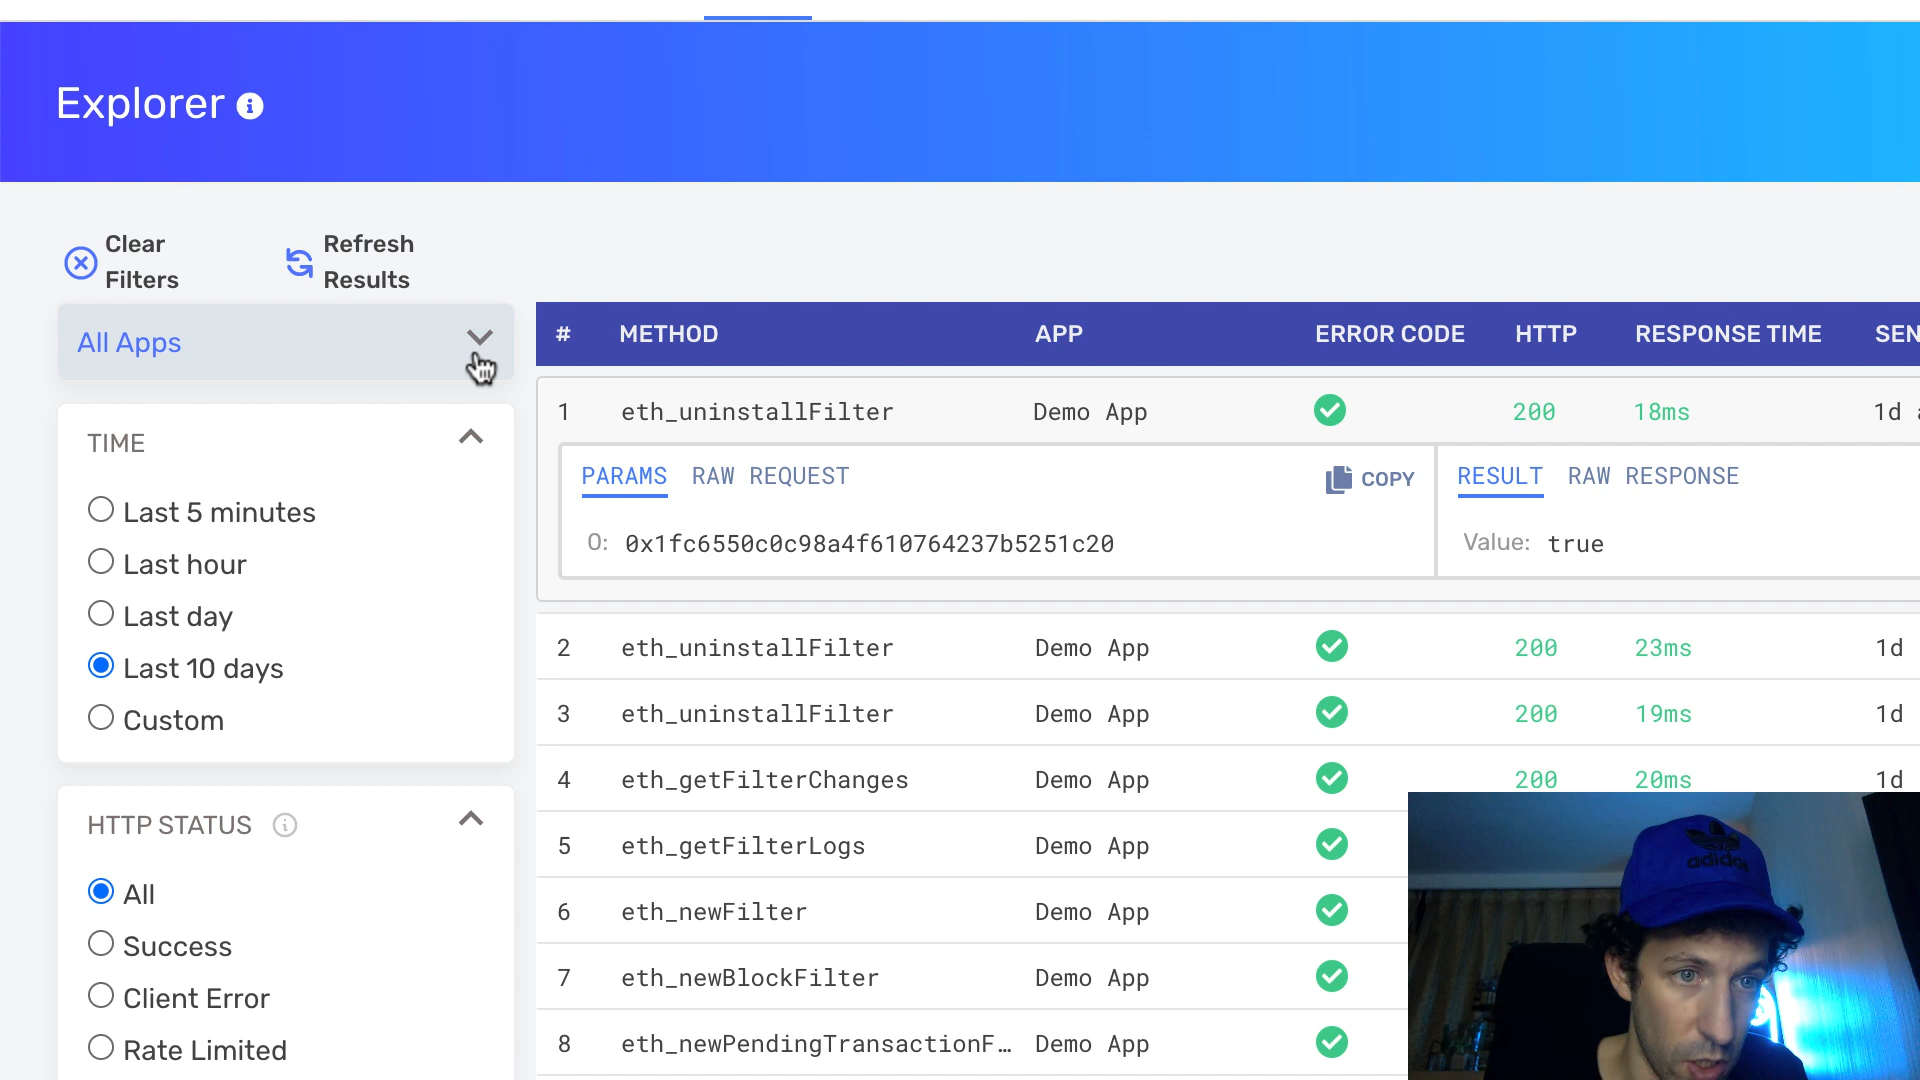 Explorer
Clear Filters
Refresh Results
All Apps
TIME
Last 5 minutes
Last hour
Last day
Last 10 days
Custom
HTTP STATUS
All
Success
Client Error
Rate Limited
# METHOD APP ERROR CODE HTTP RESPONSE TIME SEN
1 eth_uninstallFilter Demo App 200 18ms 1d
PARAMS RAW REQUEST COPY RESULT RAW RESPONSE
0: 0x1fc6550c0c98a4f610764237b5251c20 Value: true
2 eth_uninstallFilter Demo App 200 23ms 1d
3 eth_uninstallFilter Demo App 200 19ms 1d
4 eth_getFilterChanges Demo App 200 20ms 1d
5 eth_getFilterLogs Demo App
6 eth_newFilter Demo App
7 eth_newBlockFilter Demo App
8 eth_newPendingTransactionF… Demo App
adidas